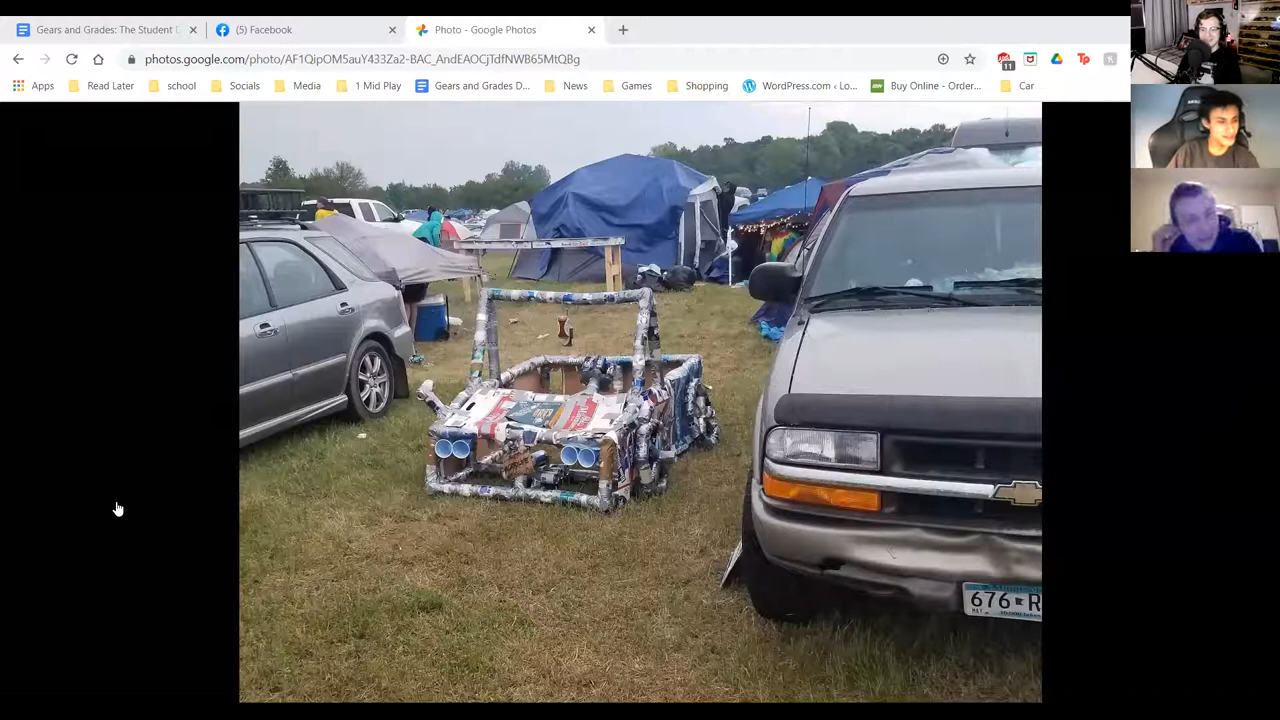 Gears and Grades: The Student D
(5) Facebook
Photo - Google Photos
photos.google.com/photo/AF1QipOM5auY433Za2-BAC_AndEAOCjTdfNWB65MtQBg
11
Tp
Apps
Read Later
school
Socials
Media
1 Mid Play
Gears and Grades D...
News
Games
Shopping
WordPress.com ‹ Lo...
Buy Online - Order...
Car
676 R